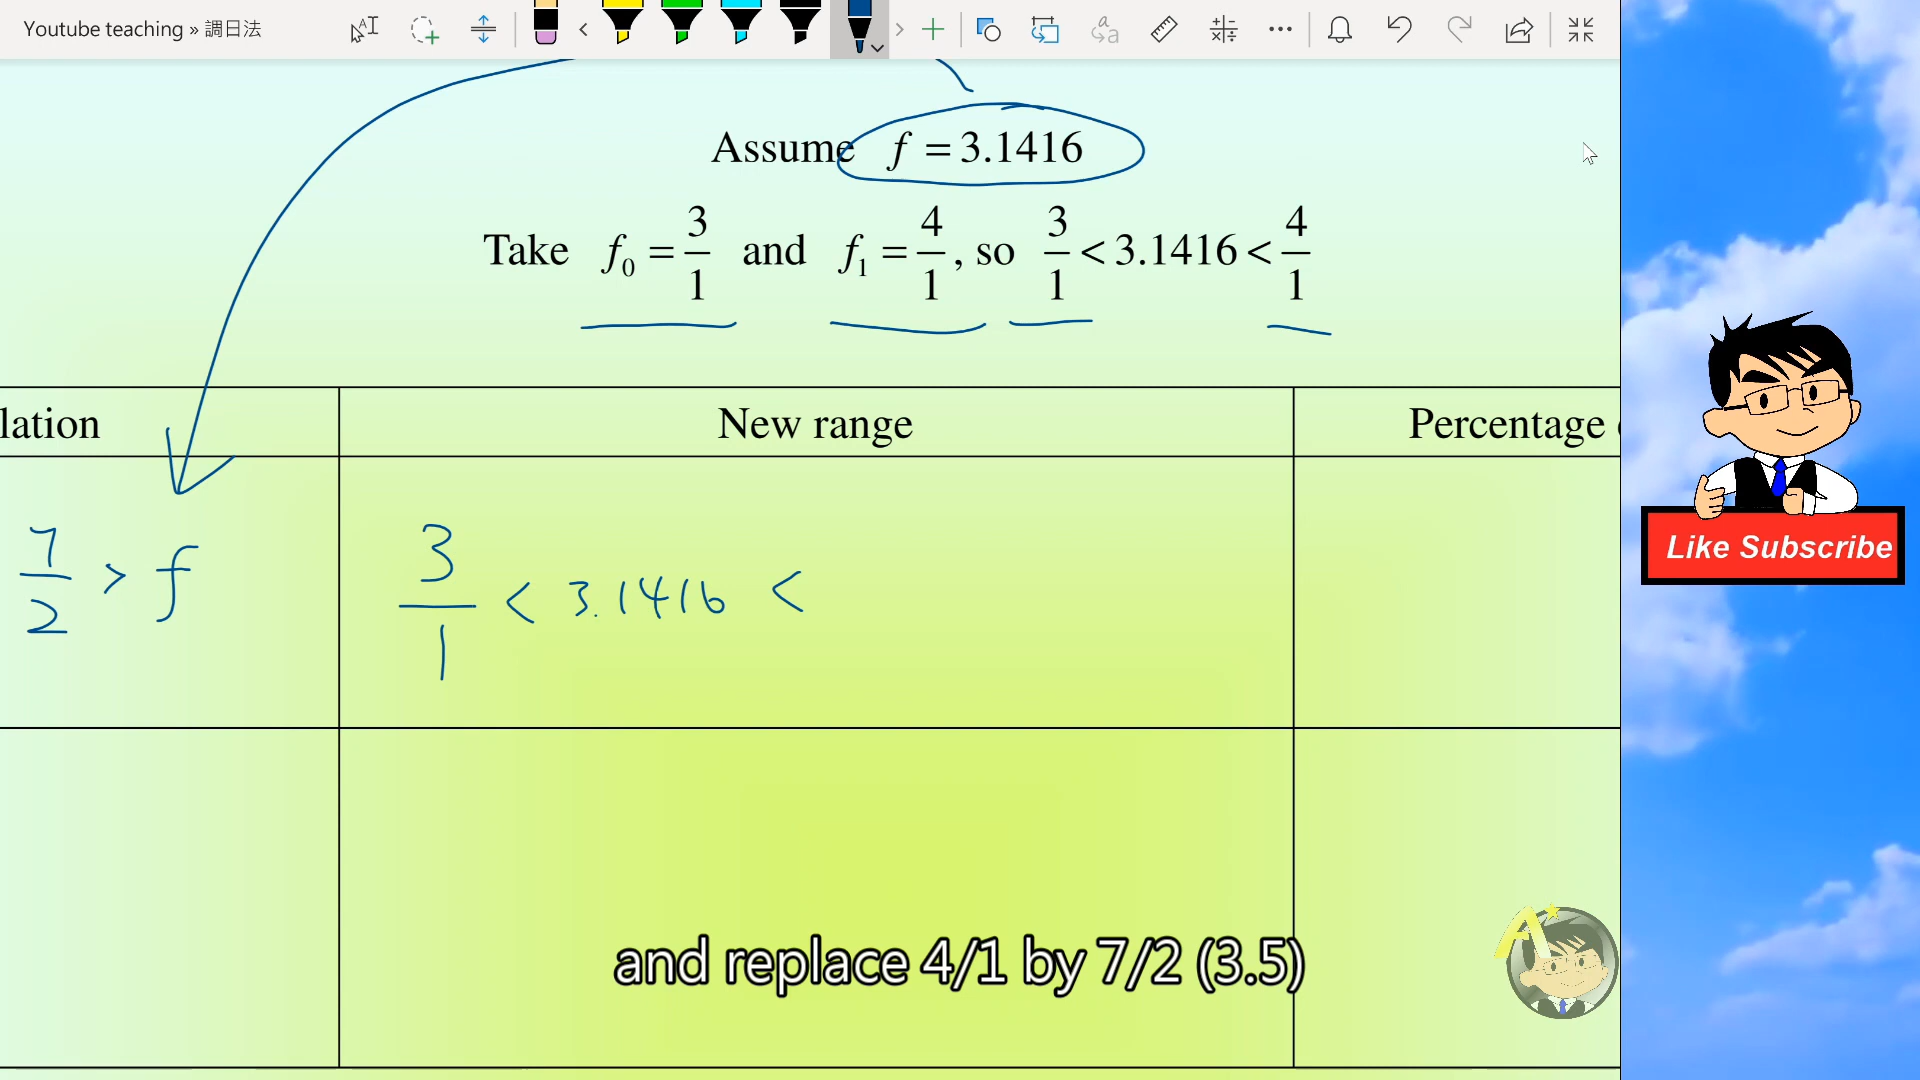 Youtube teaching » 調日法
Assume f = 3.1416
Take f₀ = 3/1 and f₁ = 4/1, so 3/1 < 3.1416 < 4/1
lation New range Percentage
7/2 > f 3/1 < 3.1416 <
Like Subscribe
and replace 4/1 by 7/2 (3.5)